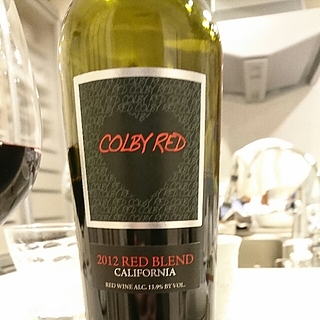 COLBY RED
2012 RED BLEND
CALIFORNIA
RED WINE ALC. 13.9% BY VOL.